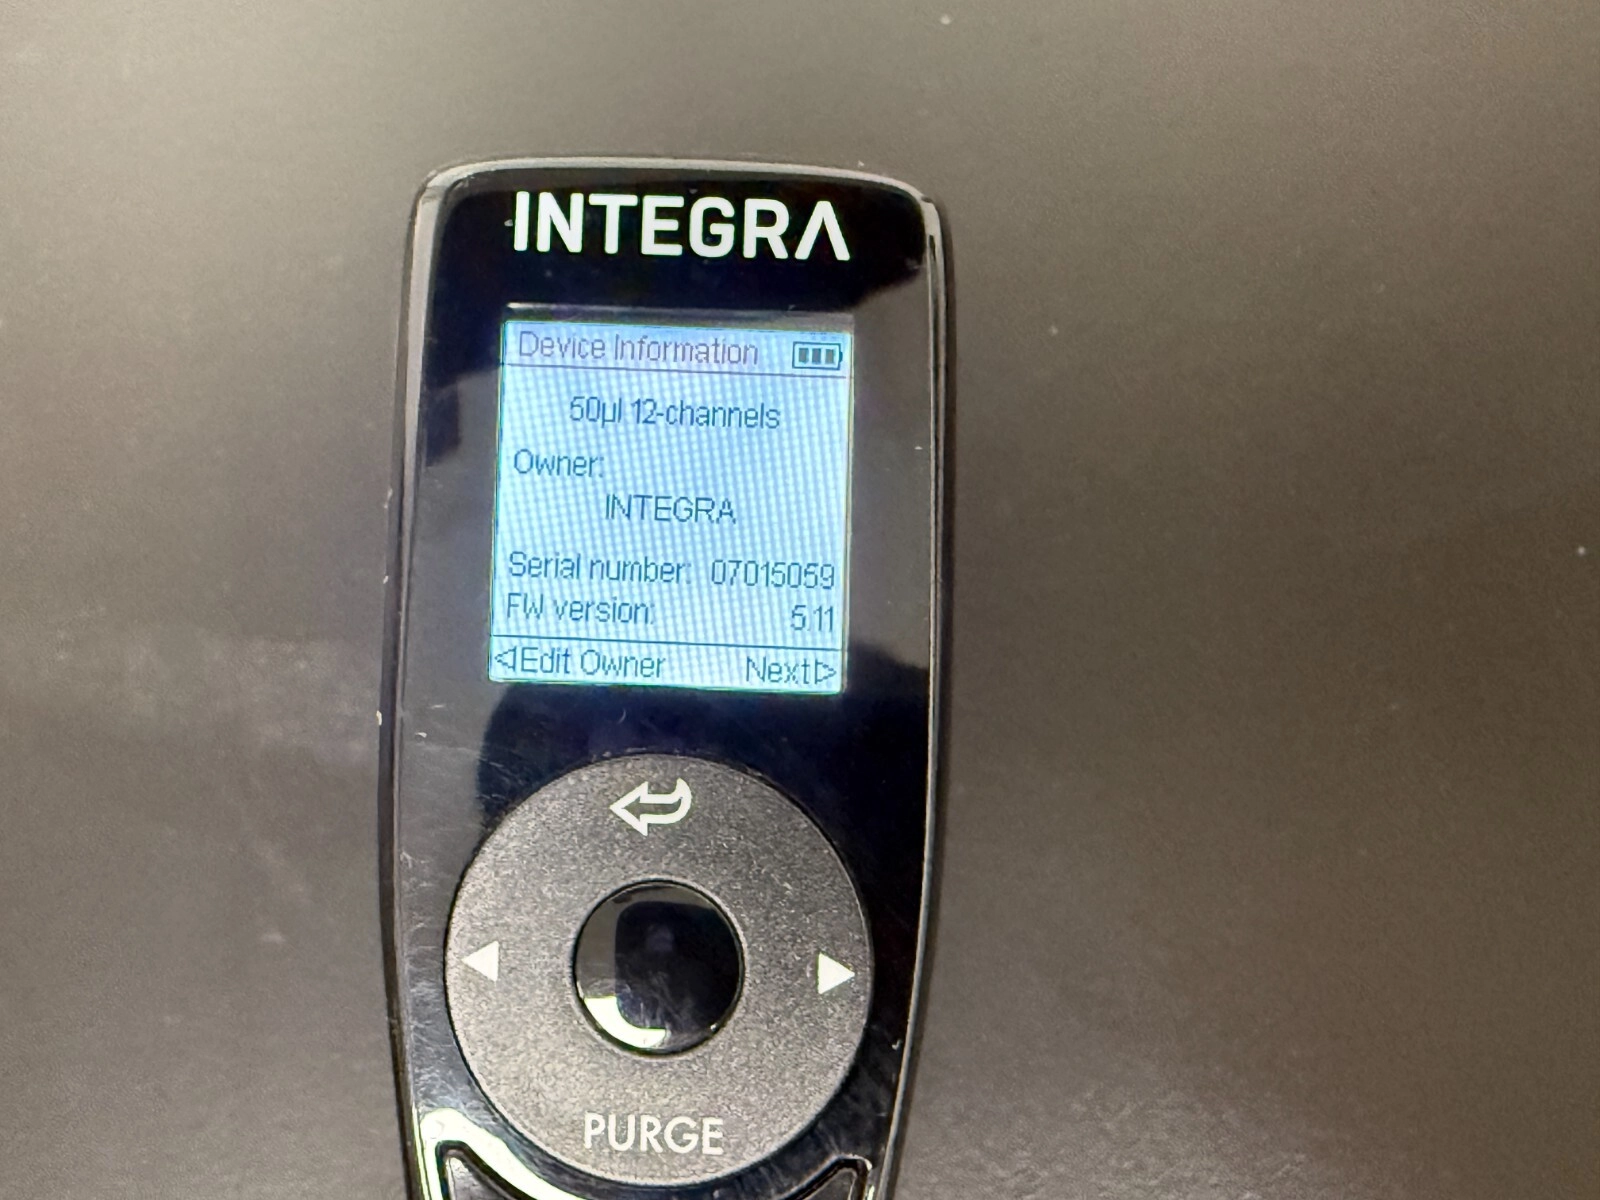 INTEGRA
Device Information
50µl 12-channels
Owner:
INTEGRA
Serial number: 07015059
FW version: 5.11
Edit Owner Next
PURGE